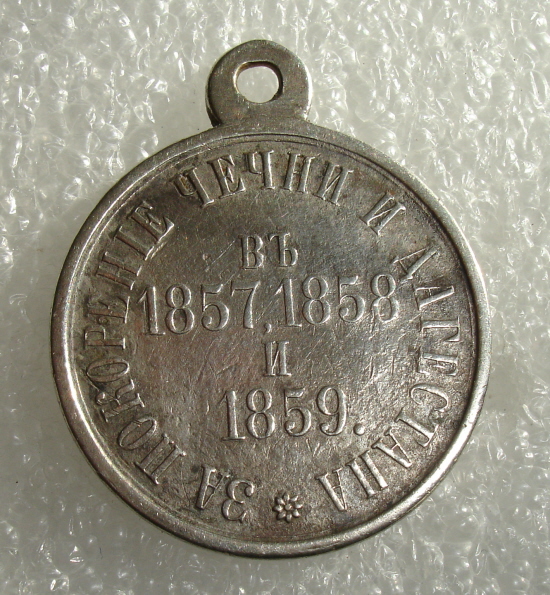 ЗА ПОКОРЕНІЕ ЧЕЧНИ И ДАГЕСТАНА
ВЪ
1857, 1858
И
1859.